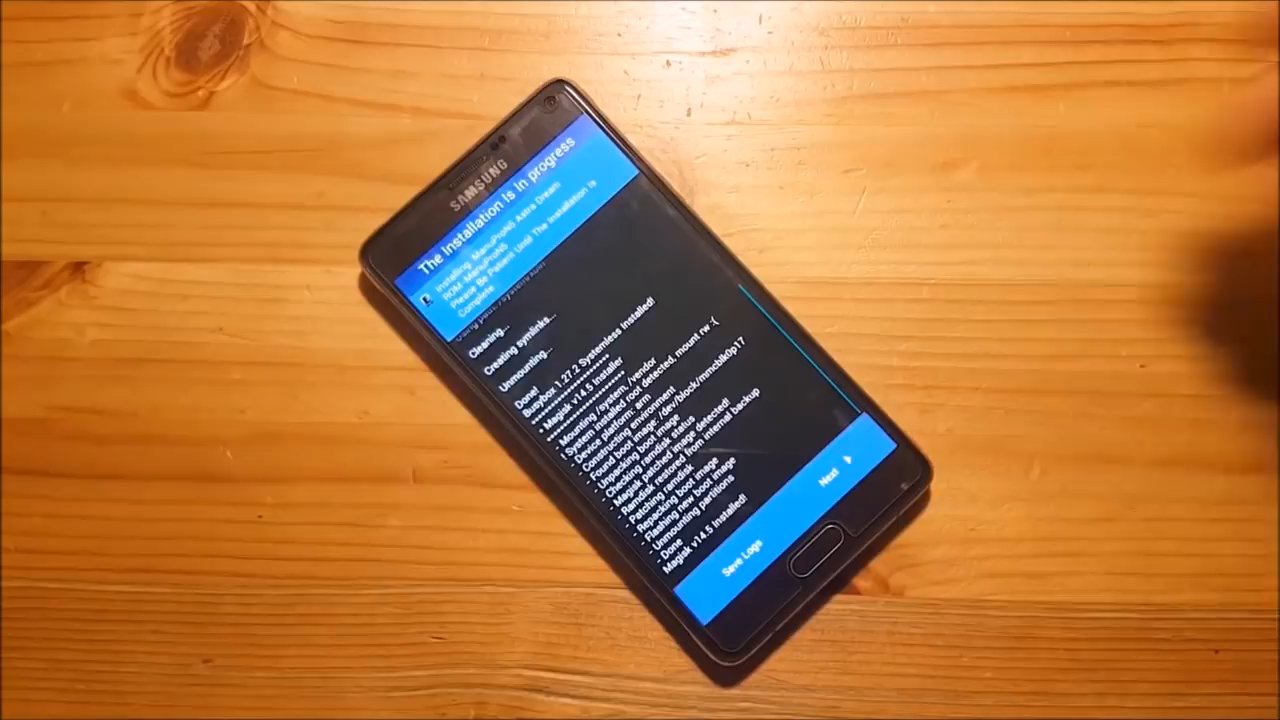 SAMSUNG
The Installation is in progress
Installing: ManuProN5 Astra Dream
ROM ManuProN5
Please Be Patient Until The Installation is
Complete
Cleaning...
Creating symlinks...
Unmounting...
Done!
Busybox 1.27.2 Systemless Installed!
********************
* Magisk v14.5 Installer
********************
- Mounting /system, /vendor
! System installed root detected, mount rw :(
- Device platform: arm
- Constructing environment
- Found boot image: /dev/block/mmcblk0p17
- Unpacking boot image
- Checking ramdisk status
- Magisk patched image detected!
- Ramdisk restored from internal backup
- Patching ramdisk
- Repacking boot image
- Flashing new boot image
- Unmounting partitions
- Done
Magisk v14.5 Installed!
Save Logs
Next